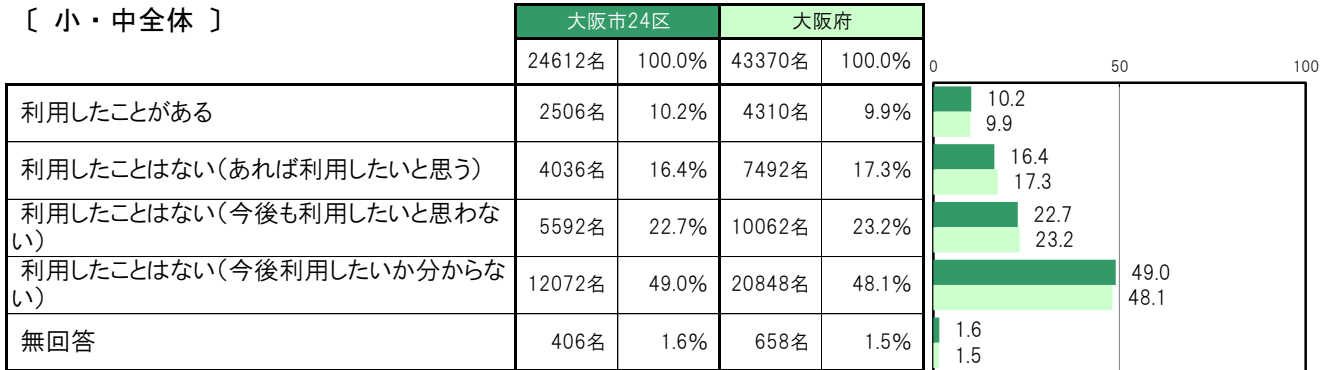 〔 小・中全体 〕
大阪市24区 大阪府
24612名 100.0% 43370名 100.0%
0 50 100
利用したことがある 2506名 10.2% 4310名 9.9%
10.2
9.9
利用したことはない（あれば利用したいと思う） 4036名 16.4% 7492名 17.3%
16.4
17.3
利用したことはない（今後も利用したいと思わな
い） 5592名 22.7% 10062名 23.2%
22.7
23.2
利用したことはない（今後利用したいか分からな
い） 12072名 49.0% 20848名 48.1%
49.0
48.1
無回答 406名 1.6% 658名 1.5%
1.6
1.5